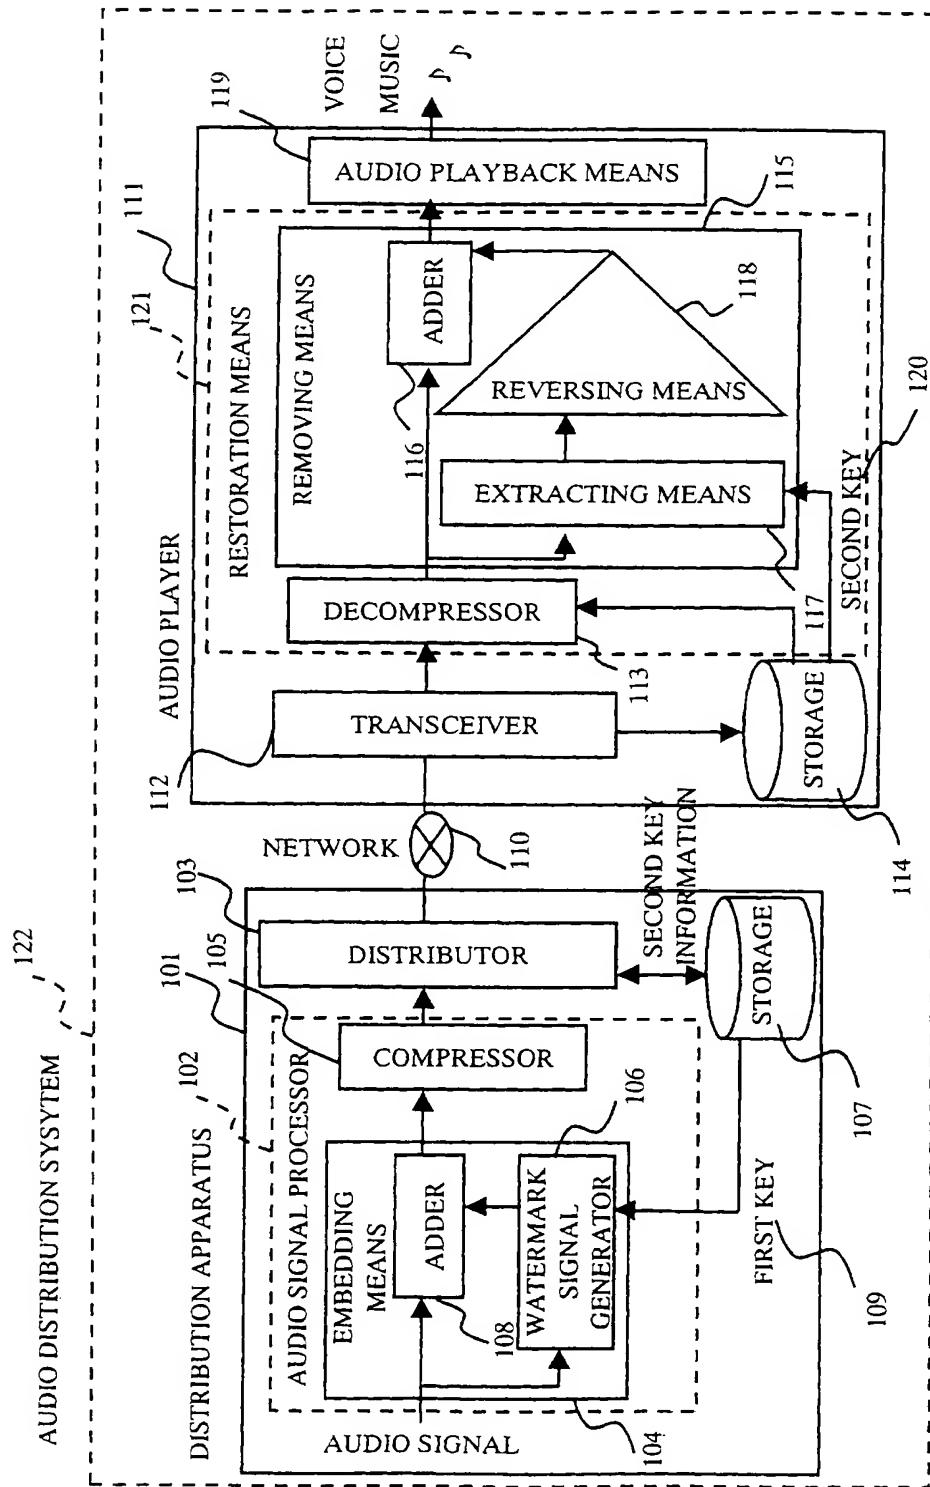 AUDIO DISTRIBUTION SYSYTEM
122
DISTRIBUTION APPARATUS
101
102
AUDIO SIGNAL PROCESSOR
105
103
EMBEDDING
MEANS
ADDER
108
WATERMARK
SIGNAL
GENERATOR
106
COMPRESSOR
DISTRIBUTOR
AUDIO SIGNAL
104
FIRST KEY
109
STORAGE
107
SECOND KEY
INFORMATION
NETWORK
110
AUDIO PLAYER
111
121
112
TRANSCEIVER
RESTORATION MEANS
DECOMPRESSOR
113
REMOVING MEANS
ADDER
116
EXTRACTING MEANS
117
REVERSING MEANS
118
115
STORAGE
114
SECOND KEY
120
AUDIO PLAYBACK MEANS
119
VOICE
MUSIC